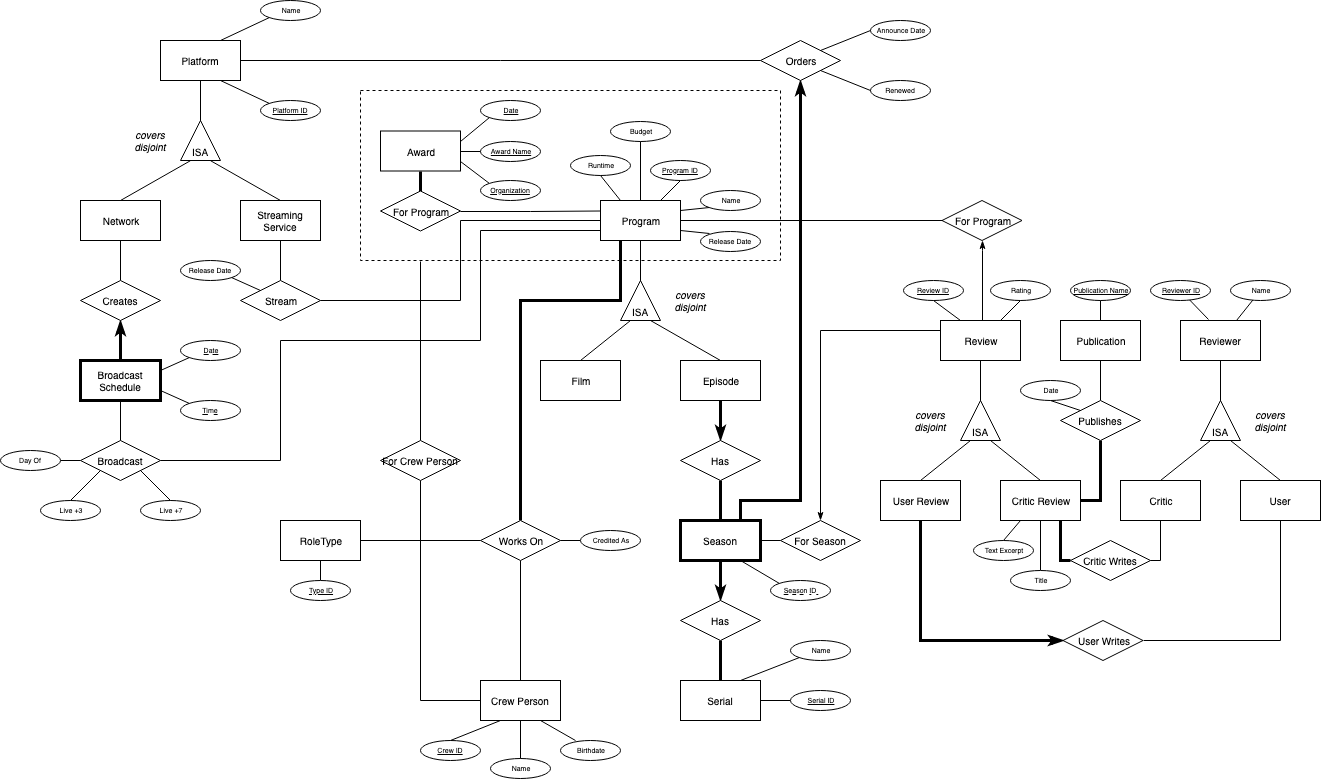 Name
Announce Date
Platform
Orders
Renewed
Platform ID
Date
covers
disjoint
ISA
Award
Award Name
Budget
Runtime
Program ID
Organization
Name
Network
Streaming
Service
For Program
Program
For Program
Release Date
Release Date
Creates
Stream
covers
disjoint
ISA
Review ID
Rating
Publication Name
Reviewer ID
Name
Review
Publication
Reviewer
Date
Broadcast
Schedule
Film
Episode
Time
Date
covers
disjoint
ISA
Publishes
ISA
covers
disjoint
Day Of
Broadcast
For Crew Person
Has
Live +3
Live +7
User Review
Critic Review
Critic
User
RoleType
Works On
Credited As
Season
For Season
Text Excerpt
Critic Writes
Title
Type ID
Season ID
Has
User Writes
Name
Crew Person
Serial
Serial ID
Crew ID
Name
Birthdate